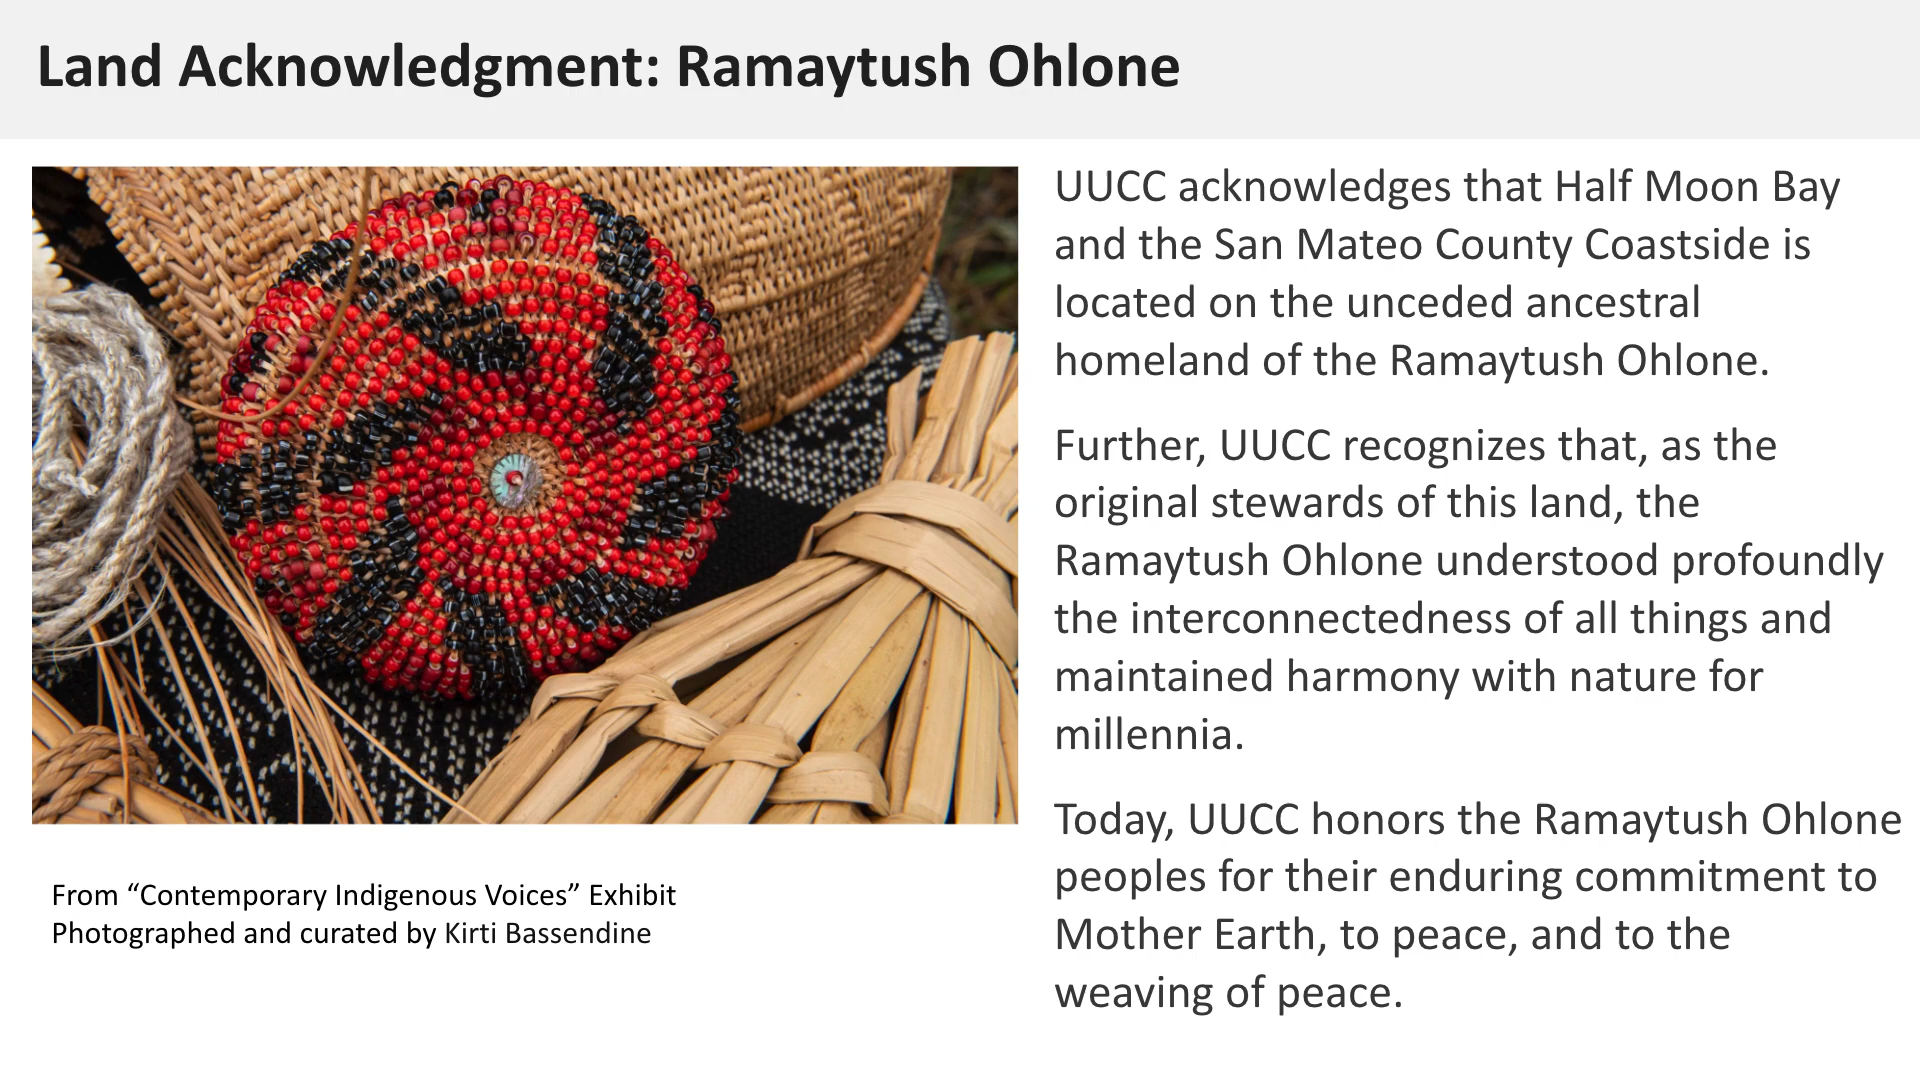 Land Acknowledgment: Ramaytush Ohlone
UUCC acknowledges that Half Moon Bay
and the San Mateo County Coastside is
located on the unceded ancestral
homeland of the Ramaytush Ohlone.
Further, UUCC recognizes that, as the
original stewards of this land, the
Ramaytush Ohlone understood profoundly
the interconnectedness of all things and
maintained harmony with nature for
millennia.
Today, UUCC honors the Ramaytush Ohlone
peoples for their enduring commitment to
Mother Earth, to peace, and to the
weaving of peace.
From “Contemporary Indigenous Voices” Exhibit
Photographed and curated by Kirti Bassendine